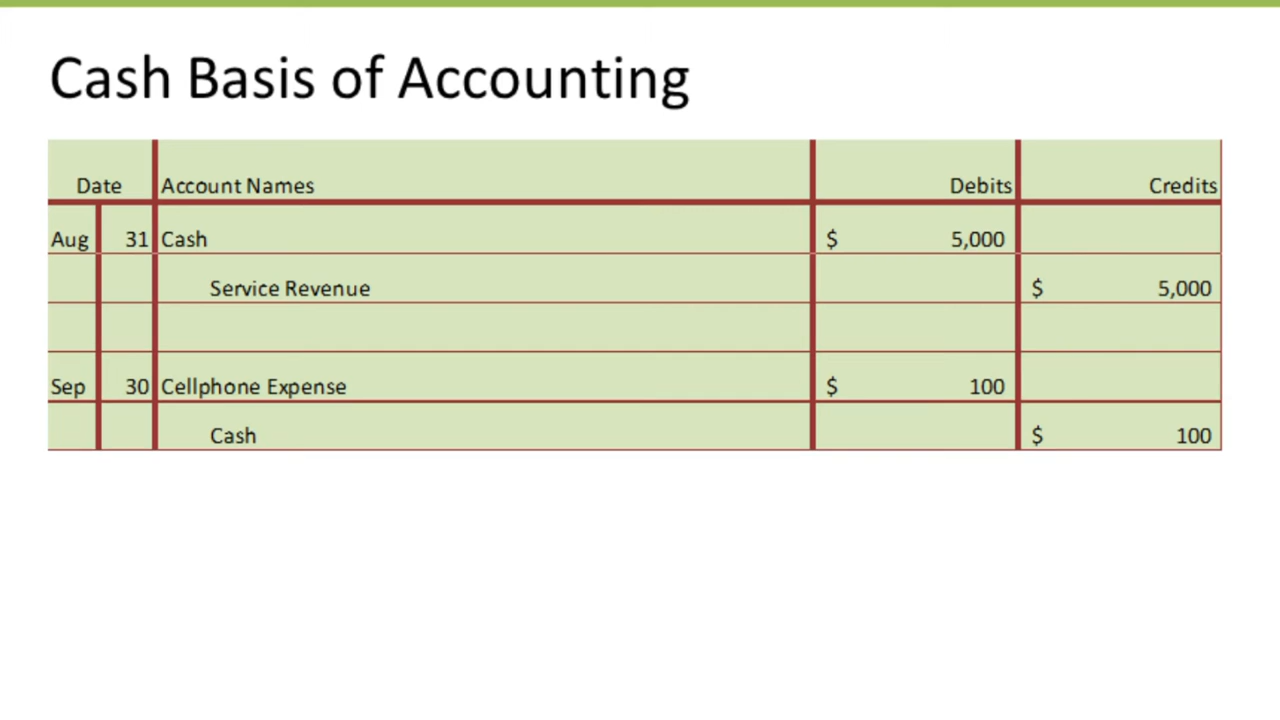 Cash Basis of Accounting
Date Account Names Debits Credits
Aug 31 Cash $ 5,000
Service Revenue $ 5,000
Sep 30 Cellphone Expense $ 100
Cash $ 100